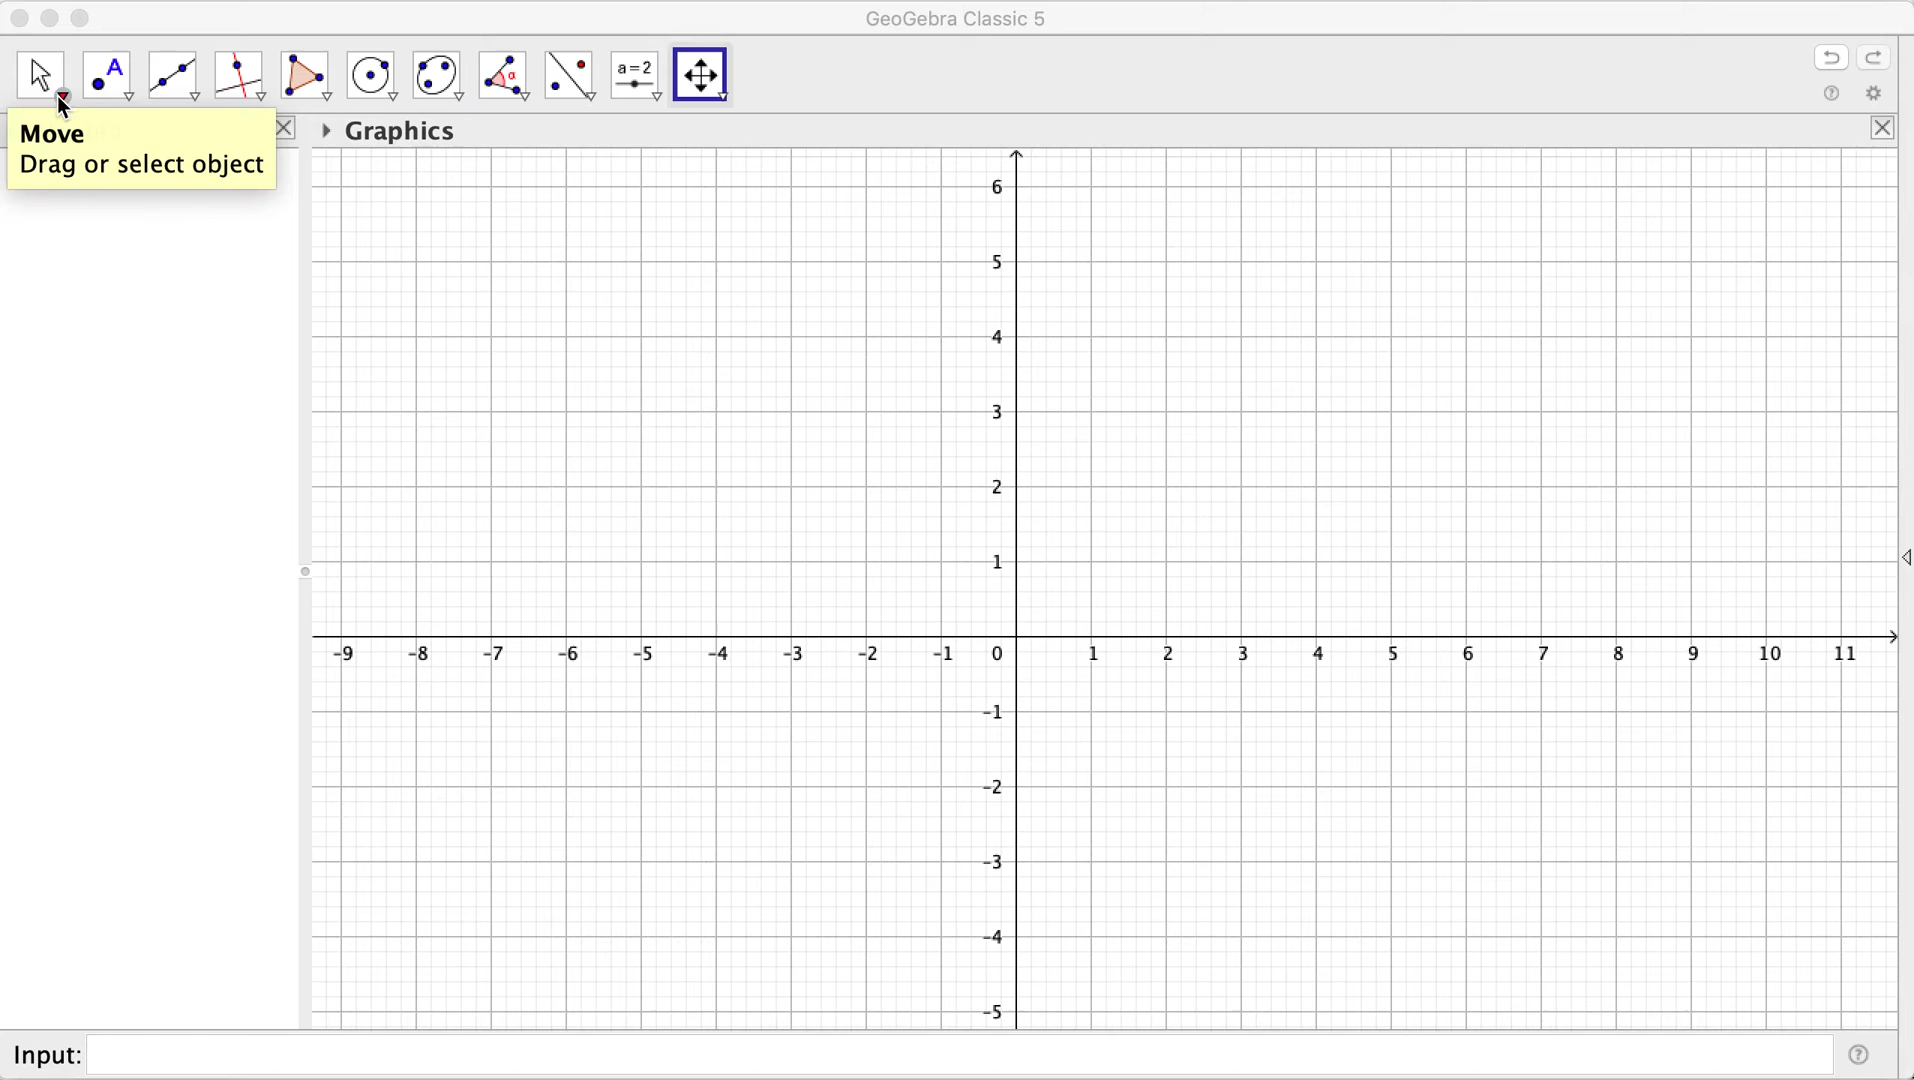 GeoGebra Classic 5
A
α
a=2
Move
Drag or select object
Graphics
6
5
4
3
2
1
-9 -8 -7 -6 -5 -4 -3 -2 -1 0 1 2 3 4 5 6 7 8 9 10 11
-1
-2
-3
-4
-5
Input: